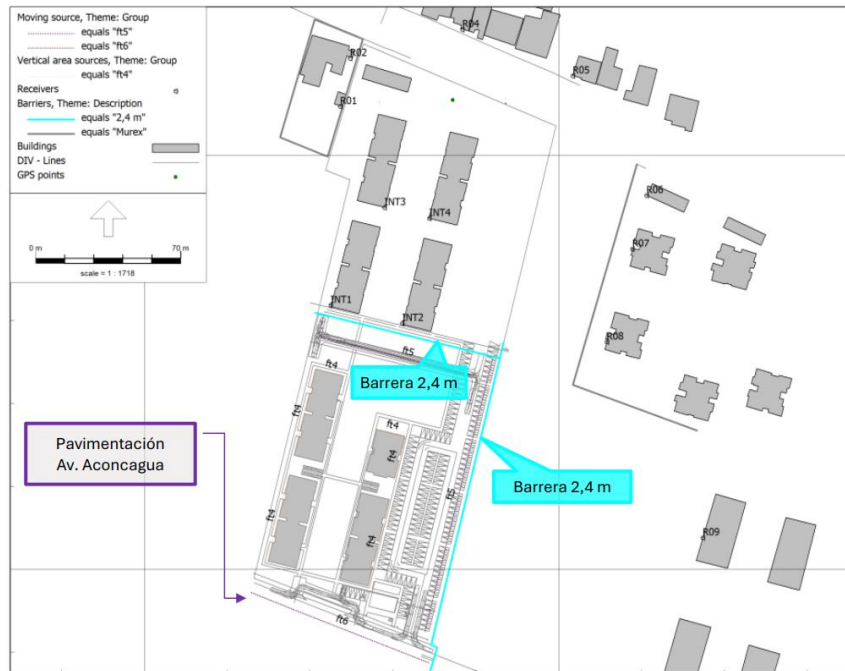 Moving source, Theme: Group
equals "ft5"
equals "ft6"
Vertical area sources, Theme: Group
equals "ft4"
Receivers
Barriers, Theme: Description
equals "2,4 m"
equals "Murex"
Buildings
DIV - Lines
GPS points
0 m
70 m
scale = 1 : 1718
R04
R02
R05
R01
R06
INT3
INT4
R07
INT1
INT2
R08
ft5
Barrera 2,4 m
ft4
ft4
ft4
ft4
Pavimentación
Av. Aconcagua
Barrera 2,4 m
ft5
ft4
ft4
R09
ft6